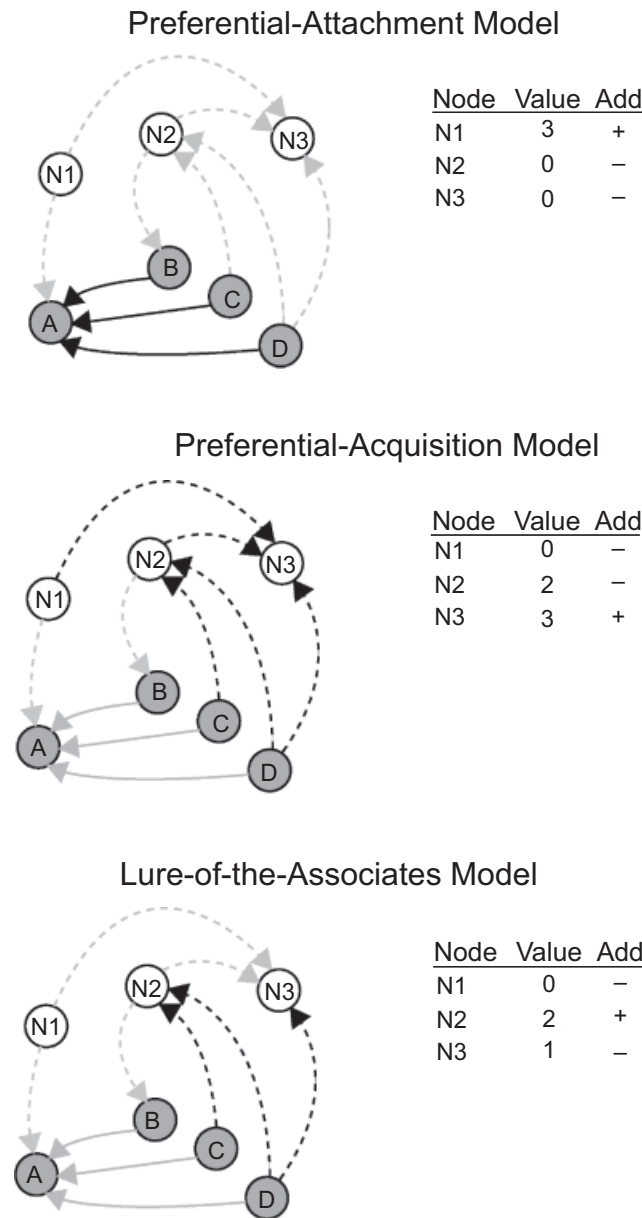 Preferential-Attachment Model
Node Value Add
N1 3 +
N2 0 –
N3 0 –
N1
N2
N3
B
C
A
D
Preferential-Acquisition Model
Node Value Add
N1 0 –
N2 2 –
N3 3 +
N2
N3
N1
B
C
A
D
Lure-of-the-Associates Model
Node Value Add
N1 0 –
N2 2 +
N3 1 –
N2
N3
N1
B
C
A
D